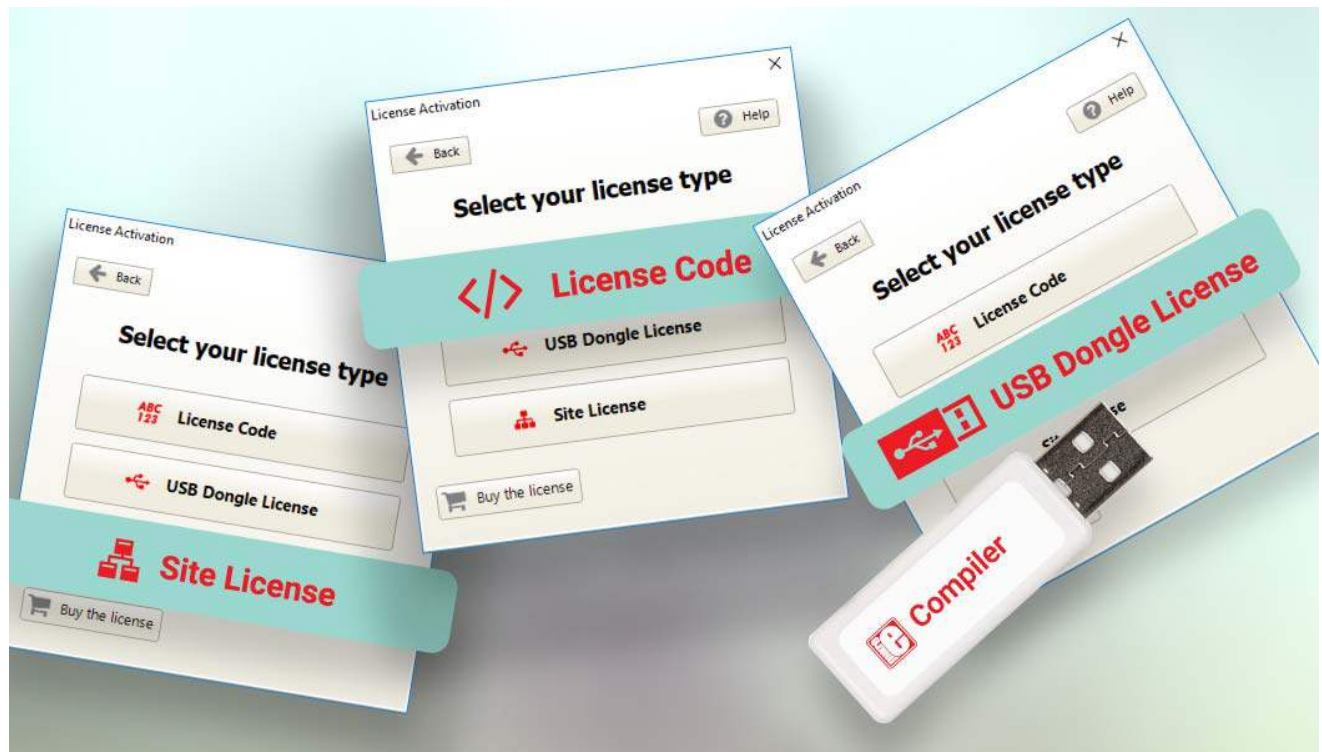 License Activation
Back
Select your license type
License Code
USB Dongle License
Site License
Buy the license
License Activation
Help
Back
Select your license type
License Code
USB Dongle License
Site License
Buy the license
License Activation
Help
Back
Select your license type
ABC
123
License Code
USB Dongle License
Compiler